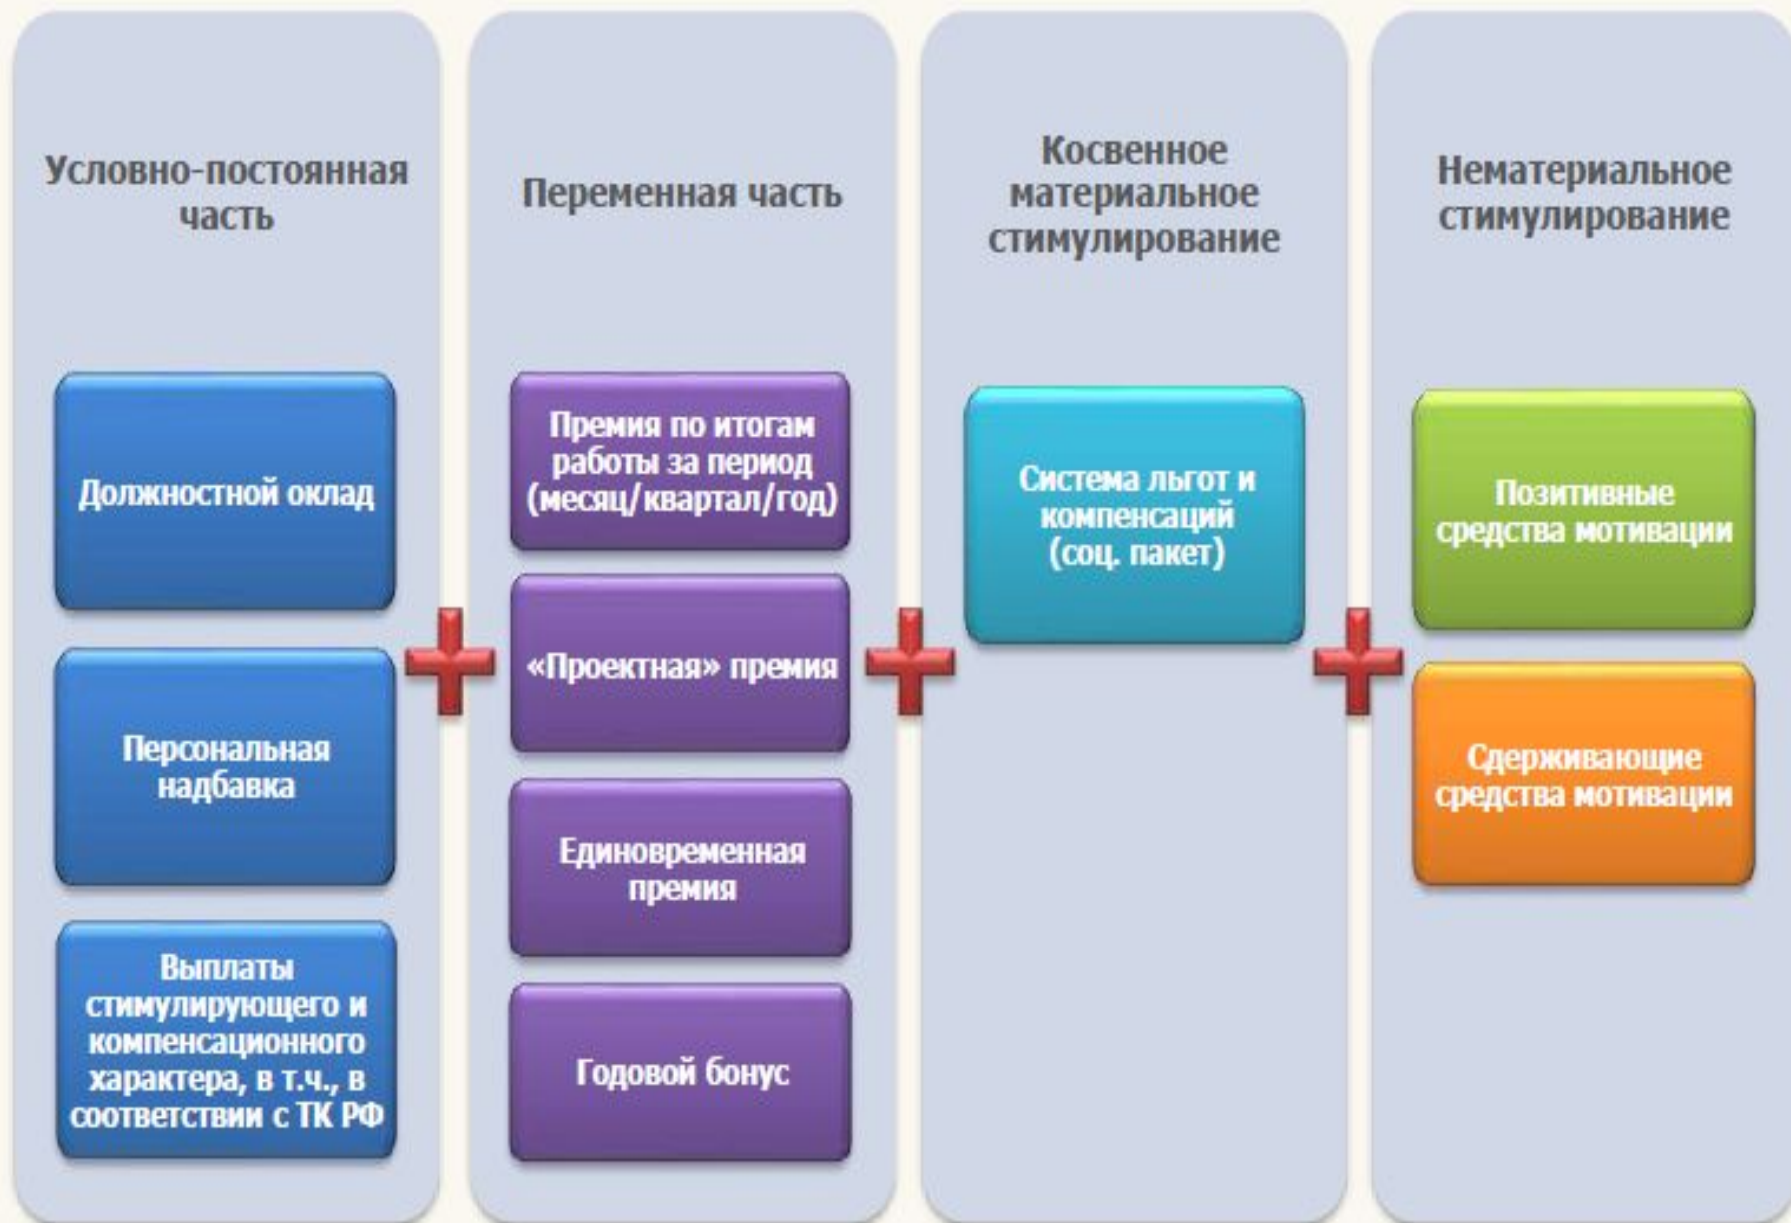 Условно-постоянная
часть
Должностной оклад
Персональная
надбавка
Выплаты
стимулирующего и
компенсационного
характера, в т.ч., в
соответствии с ТК РФ
Переменная часть
Премия по итогам
работы за период
(месяц/квартал/год)
«Проектная» премия
Единовременная
премия
Годовой бонус
Косвенное
материальное
стимулирование
Система льгот и
компенсаций
(соц. пакет)
Нематериальное
стимулирование
Позитивные
средства мотивации
Сдерживающие
средства мотивации